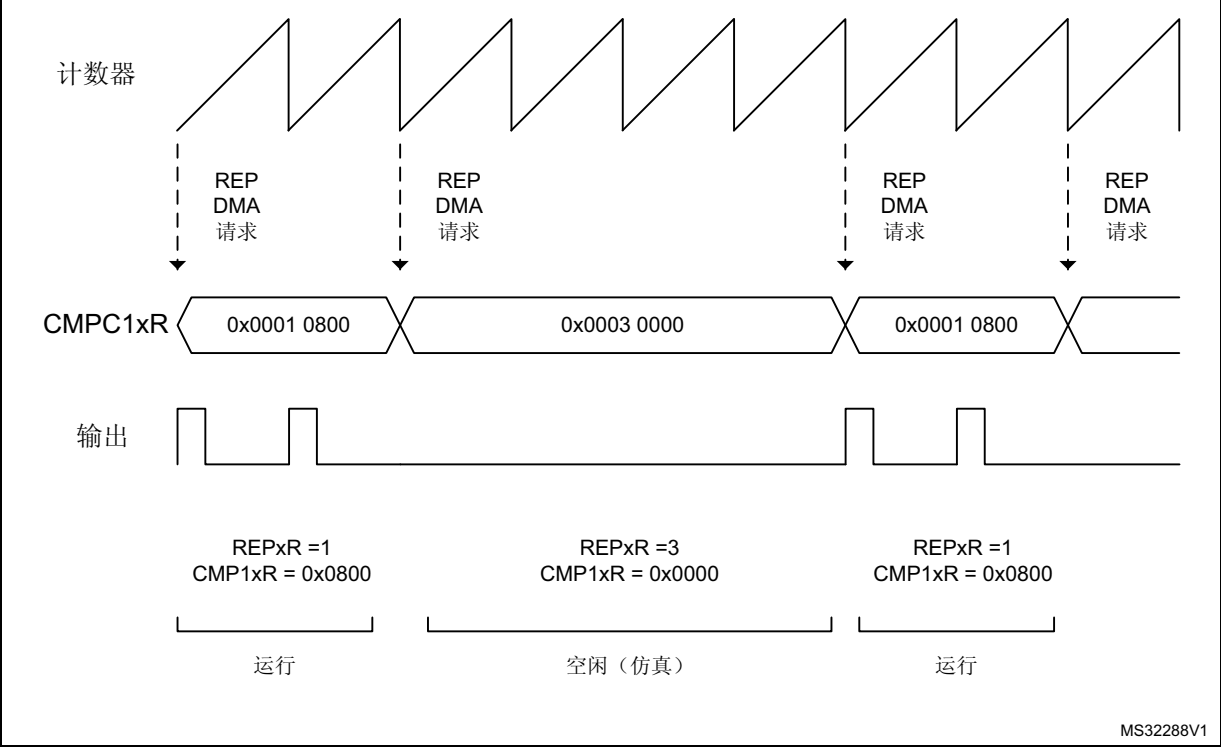 计数器
REP
DMA
请求
REP
DMA
请求
REP
DMA
请求
REP
DMA
请求
CMPC1xR
0x0001 0800
0x0003 0000
0x0001 0800
输出
REPxR =1
CMP1xR = 0x0800
REPxR =3
CMP1xR = 0x0000
REPxR =1
CMP1xR = 0x0800
运行
空闲（仿真）
运行
MS32288V1